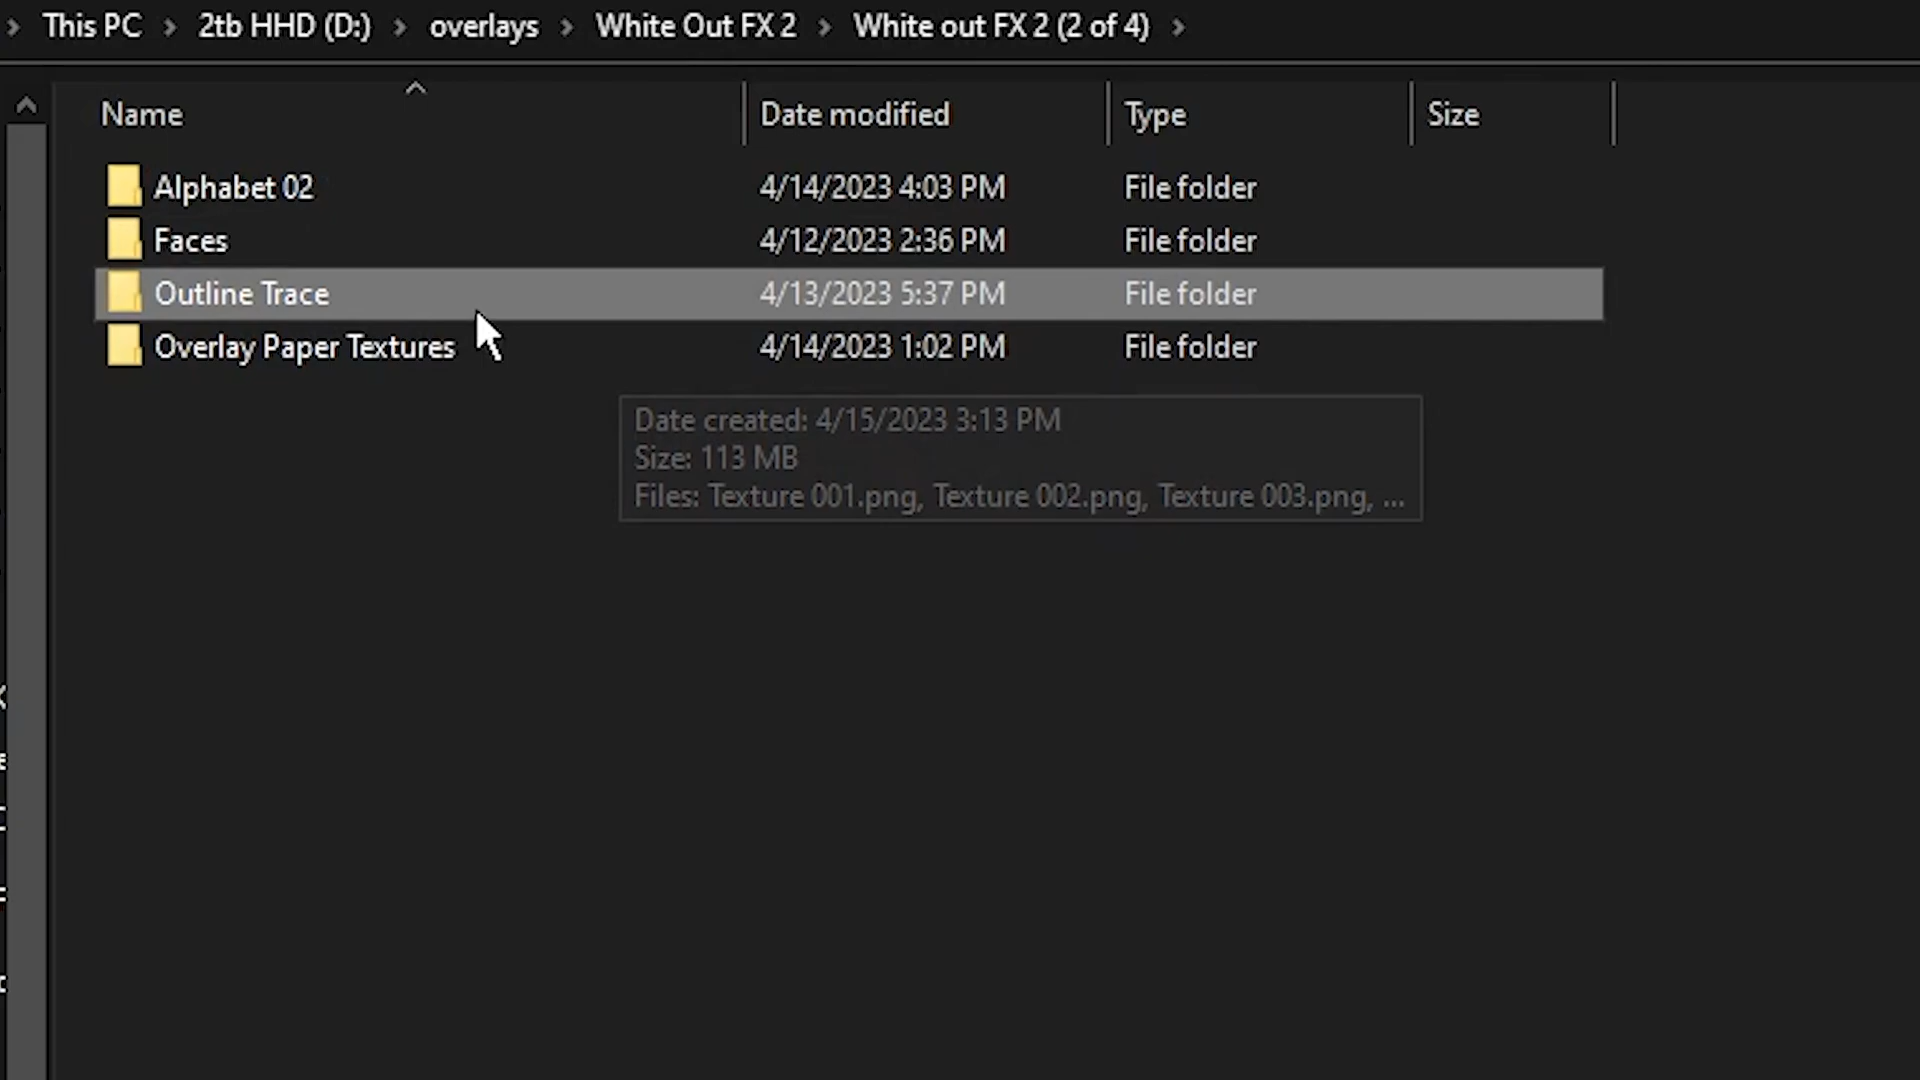 This PC > 2tb HHD (D:) > overlays > White Out FX 2 > White out FX 2 (2 of 4) >
Name Date modified Type Size
Alphabet 02 4/14/2023 4:03 PM File folder
Faces 4/12/2023 2:36 PM File folder
Outline Trace 4/13/2023 5:37 PM File folder
Overlay Paper Textures 4/14/2023 1:02 PM File folder
Date created: 4/15/2023 3:13 PM
Size: 113 MB
Files: Texture 001.png, Texture 002.png, Texture 003.png, ...